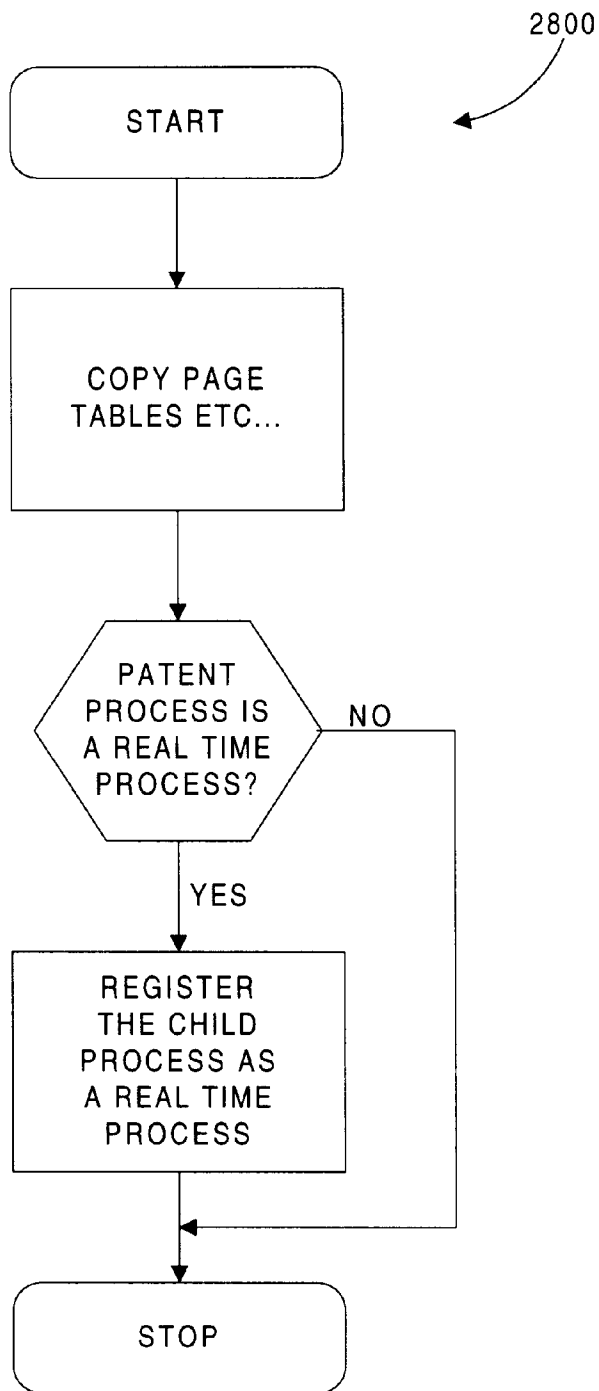 2800
START
COPY PAGE
TABLES ETC...
PATENT
PROCESS IS
A REAL TIME
PROCESS?
NO
YES
REGISTER
THE CHILD
PROCESS AS
A REAL TIME
PROCESS
STOP